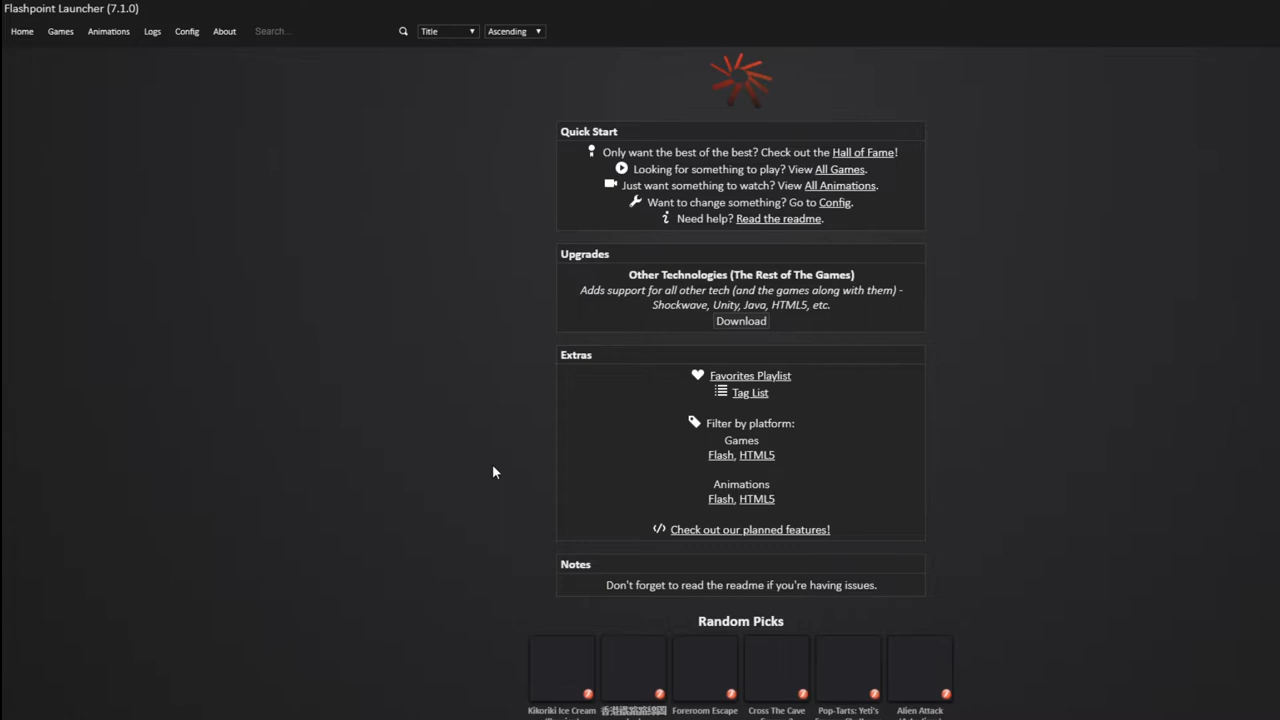 Flashpoint Launcher (7.1.0)
Home Games Animations Logs Config About Search... Title Ascending
Quick Start
Only want the best of the best? Check out the Hall of Fame!
Looking for something to play? View All Games.
Just want something to watch? View All Animations.
Want to change something? Go to Config.
Need help? Read the readme.
Upgrades
Other Technologies (The Rest of The Games)
Adds support for all other tech (and the games along with them) -
Shockwave, Unity, Java, HTML5, etc.
Download
Extras
Favorites Playlist
Tag List
Filter by platform:
Games
Flash, HTML5
Animations
Flash, HTML5
Check out our planned features!
Notes
Don't forget to read the readme if you're having issues.
Random Picks
Kikoriki Ice Cream Foreroom Escape Cross The Cave Pop-Tarts: Yeti's Alien Attack